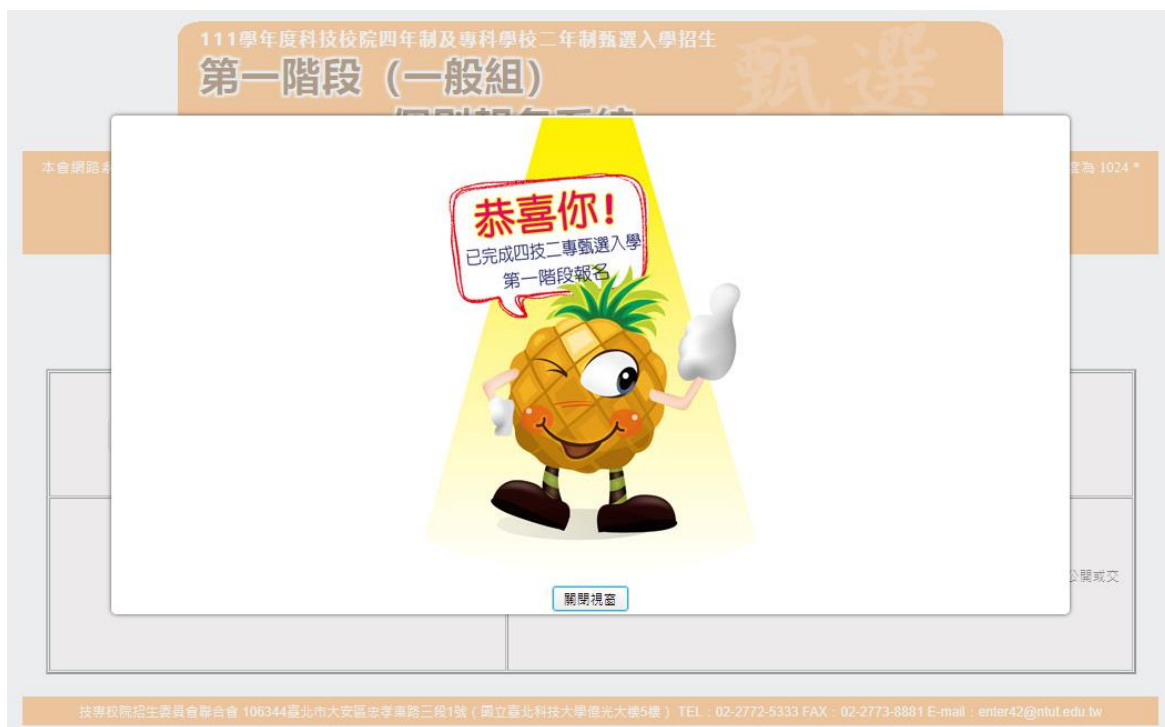 111學年度科技校院四年制及專科學校二年制甄選入學招生
第一階段（一般組）
甄選
本會網路
度為 1024 *
恭喜你!
已完成四技二專甄選入學
第一階段報名
公開或交
關閉視窗
技專校院招生委員會聯合會 106344臺北市大安區忠孝東路三段1號 ( 國立臺北科技大學億光大樓5樓 ) TEL：02-2772-5333 FAX：02-2773-8881 E-mail：enter42@ntut.edu.tw